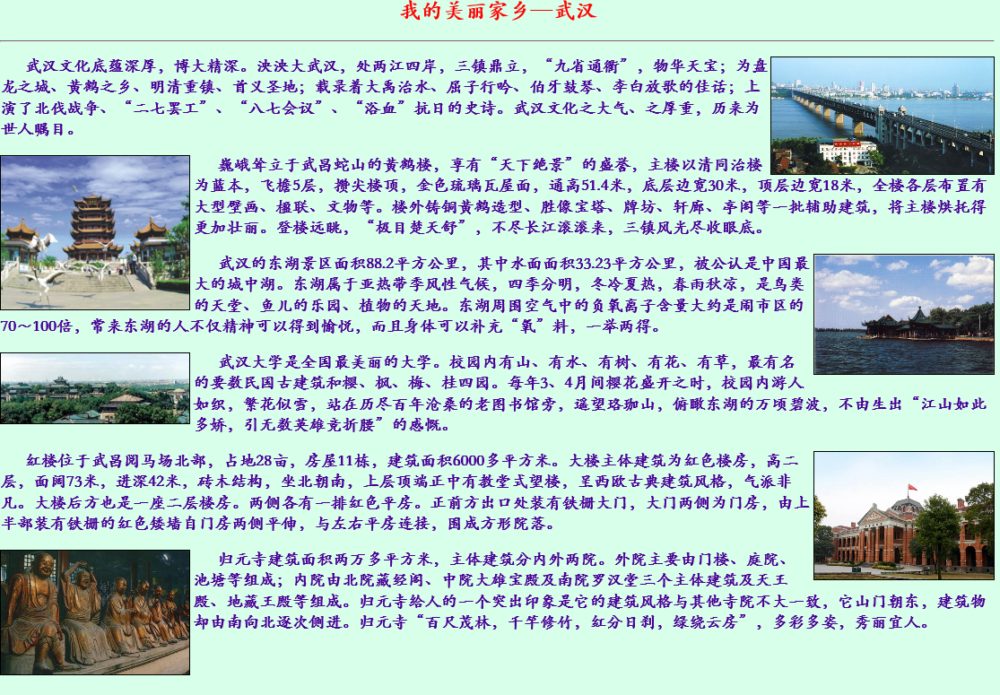 我的美丽家乡—武汉
武汉文化底蕴深厚，博大精深。泱泱大武汉，处两江四岸，三镇鼎立，“九省通衢”，物华天宝；为盘
龙之城、黄鹤之乡、明清重镇、首义圣地；载录着大禹治水、屈子行吟、伯牙鼓琴、李白放歌的佳话；上
演了北伐战争、“二七罢工”、“八七会议”、“浴血”抗日的史诗。武汉文化之大气、之厚重，历来为
世人瞩目。
巍峨耸立于武昌蛇山的黄鹤楼，享有“天下绝景”的盛誉，主楼以清同治楼
为蓝本，飞檐5层，攒尖楼顶，金色琉璃瓦屋面，通高51.4米，底层边宽30米，顶层边宽18米，全楼各层布置有
大型壁画、楹联、文物等。楼外铸铜黄鹤造型、胜像宝塔、牌坊、轩廊、亭阁等一批辅助建筑，将主楼烘托得
更加壮丽。登楼远眺，“极目楚天舒”，不尽长江滚滚来，三镇风光尽收眼底。
武汉的东湖景区面积88.2平方公里，其中水面面积33.23平方公里，被公认是中国最
大的城中湖。东湖属于亚热带季风性气候，四季分明，冬冷夏热，春雨秋凉，是鸟类
的天堂、鱼儿的乐园、植物的天地。东湖周围空气中的负氧离子含量大约是闹市区的
70～100倍，常来东湖的人不仅精神可以得到愉悦，而且身体可以补充“氧”料，一举两得。
武汉大学是全国最美丽的大学。校园内有山、有水、有树、有花、有草，最有名
的要数民国古建筑和樱、枫、梅、桂四园。每年3、4月间樱花盛开之时，校园内游人
如织，繁花似雪，站在历尽百年沧桑的老图书馆旁，遥望珞珈山，俯瞰东湖的万顷碧波，不由生出“江山如此
多娇，引无数英雄竞折腰”的感慨。
红楼位于武昌阅马场北部，占地28亩，房屋11栋，建筑面积6000多平方米。大楼主体建筑为红色楼房，高二
层，面阔73米，进深42米，砖木结构，坐北朝南，上层顶端正中有教堂式望楼，呈西欧古典建筑风格，气派非
凡。大楼后方也是一座二层楼房。两侧各有一排红色平房。正前方出口处装有铁栅大门，大门两侧为门房，由上
半部装有铁栅的红色矮墙自门房两侧平伸，与左右平房连接，围成方形院落。
归元寺建筑面积两万多平方米，主体建筑分内外两院。外院主要由门楼、庭院、
池塘等组成；内院由北院藏经阁、中院大雄宝殿及南院罗汉堂三个主体建筑及天王
殿、地藏王殿等组成。归元寺给人的一个突出印象是它的建筑风格与其他寺院不大一致，它山门朝东，建筑物
却由南向北逐次侧进。归元寺“百尺茂林，千竿修竹，红分日刹，绿绕云房”，多彩多姿，秀丽宜人。